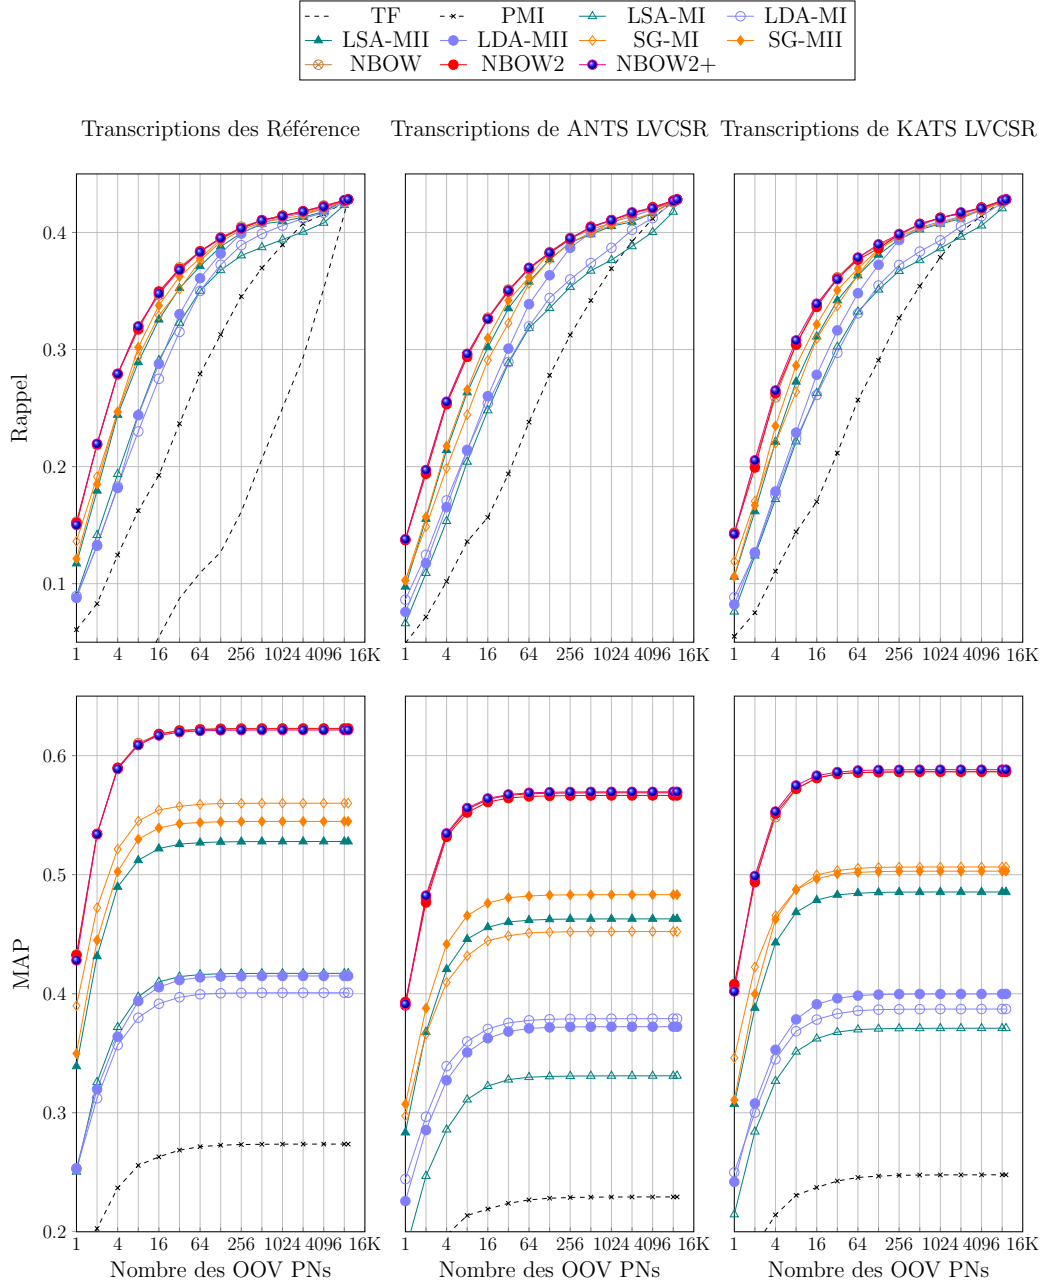 TF PMI LSA-MI LDA-MI
LSA-MII LDA-MII SG-MI SG-MII
NBOW NBOW2 NBOW2+
Transcriptions des Référence Transcriptions de ANTS LVCSR Transcriptions de KATS LVCSR
Rappel
0.4
0.3
0.2
0.1
1 4 16 64 256 1024 4096 16K
1 4 16 64 256 1024 4096 16K
1 4 16 64 256 1024 4096 16K
MAP
0.6
0.5
0.4
0.3
0.2
1 4 16 64 256 1024 4096 16K
1 4 16 64 256 1024 4096 16K
1 4 16 64 256 1024 4096 16K
Nombre des OOV PNs Nombre des OOV PNs Nombre des OOV PNs